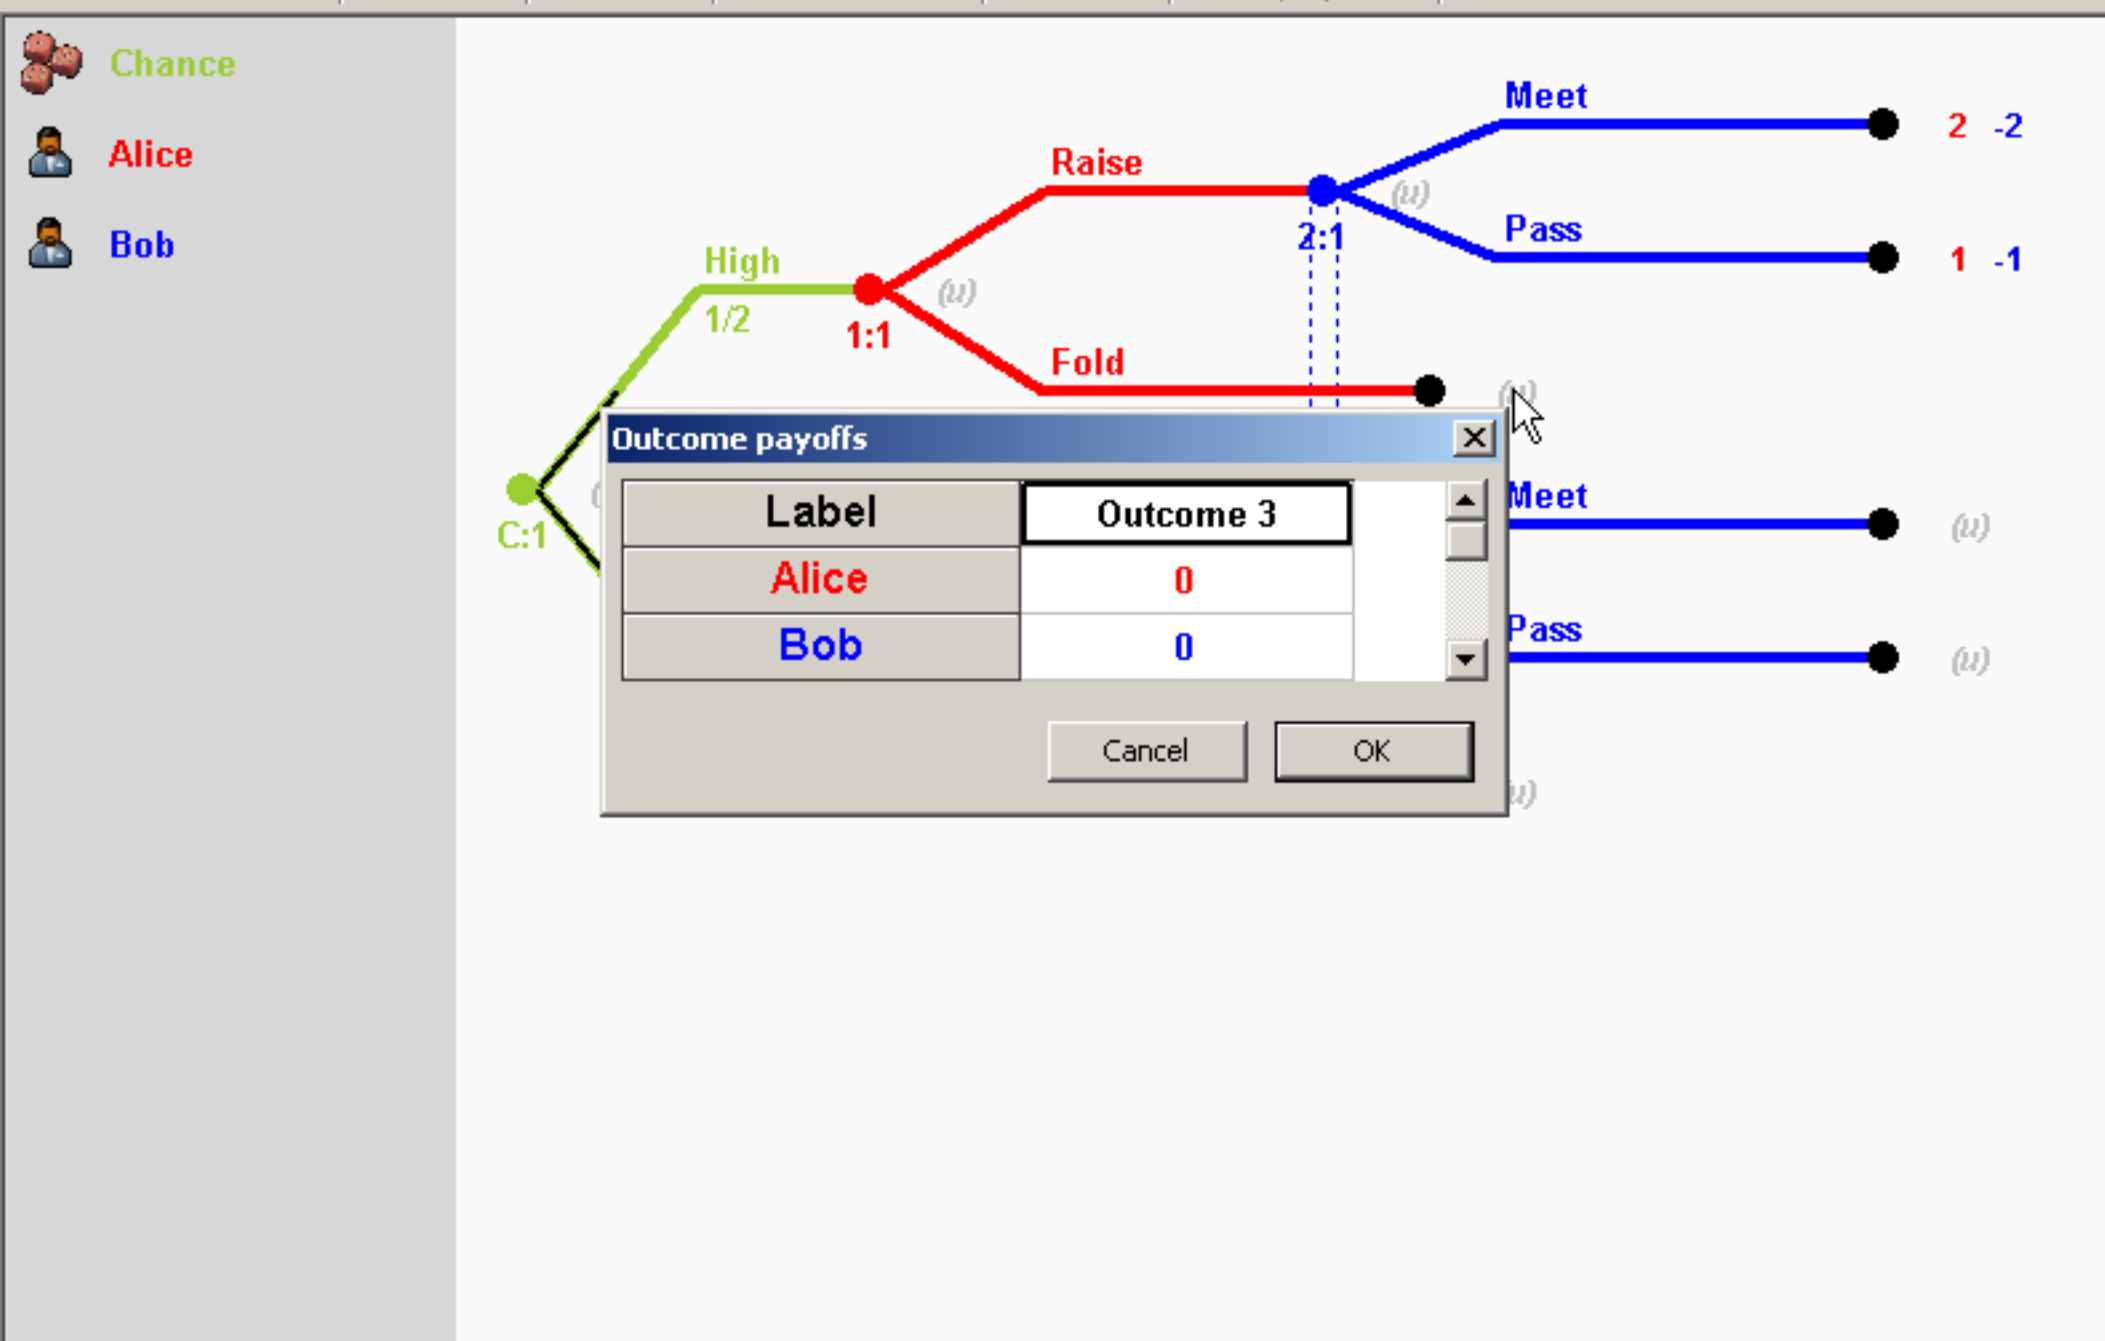 Chance
Alice
Bob
Meet
2 -2
Raise
(u)
2:1
Pass
1 -1
High
1/2
(u)
1:1
Fold
(u)
Outcome payoffs
Label Outcome 3
Alice 0
Bob 0
Cancel OK
C:1
Meet
(u)
Pass
(u)
u)